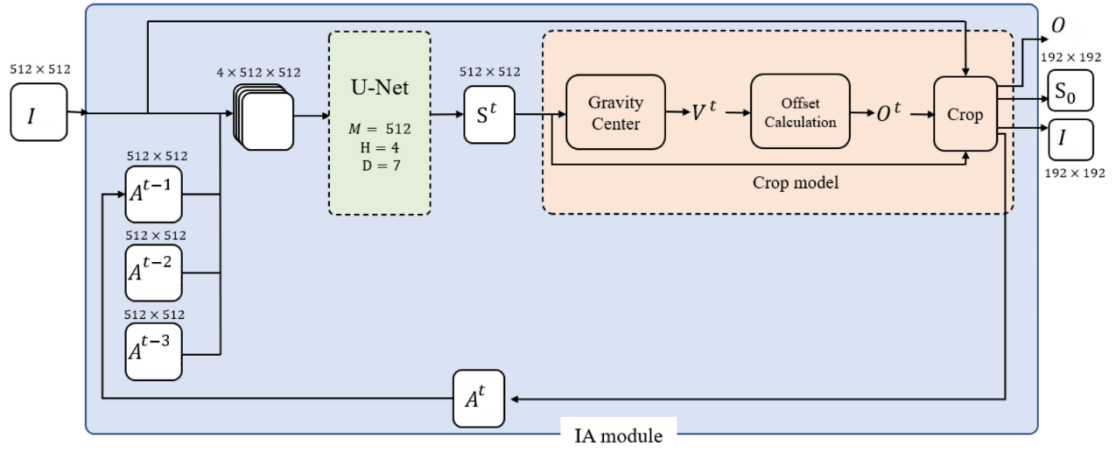 512 × 512
I
4 × 512 × 512
U-Net
M = 512
H = 4
D = 7
512 × 512
S^t
Gravity
Center
V^t
Offset
Calculation
O^t
Crop
Crop model
O
192 × 192
S_0
I
192 × 192
512 × 512
A^{t−1}
512 × 512
A^{t−2}
512 × 512
A^{t−3}
A^t
IA module